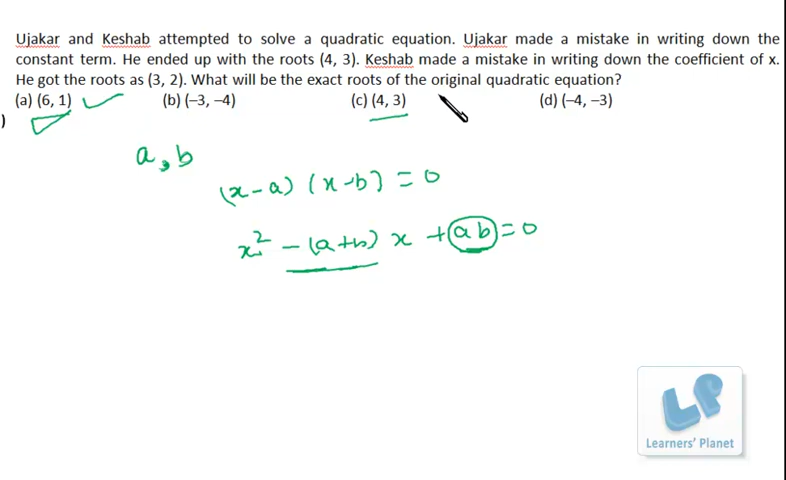 Ujakar and Keshab attempted to solve a quadratic equation. Ujakar made a mistake in writing down the
constant term. He ended up with the roots (4, 3). Keshab made a mistake in writing down the coefficient of x.
He got the roots as (3, 2). What will be the exact roots of the original quadratic equation?
(a) (6, 1) (b) (–3, –4) (c) (4, 3) (d) (–4, –3)
)
a, b
(x-a) (x-b) = 0
x² - (a+b) x + ab = 0
LP
Learners' Planet